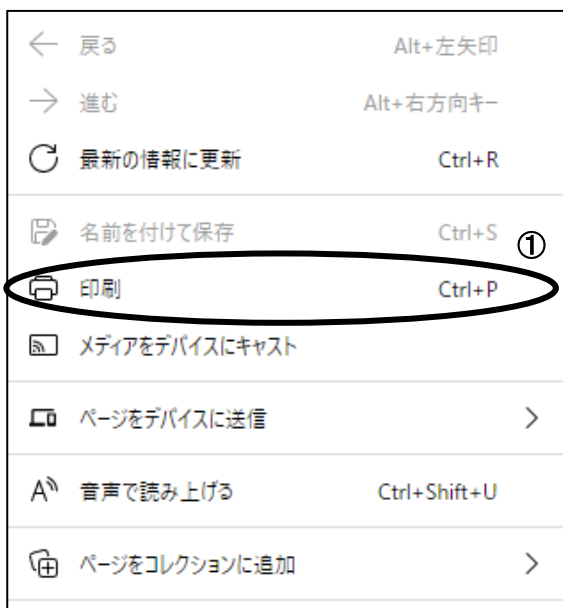 戻る Alt+左矢印
進む Alt+右方向キー
最新の情報に更新 Ctrl+R
名前を付けて保存 Ctrl+S
①
印刷 Ctrl+P
メディアをデバイスにキャスト
ページをデバイスに送信
音声で読み上げる Ctrl+Shift+U
ページをコレクションに追加